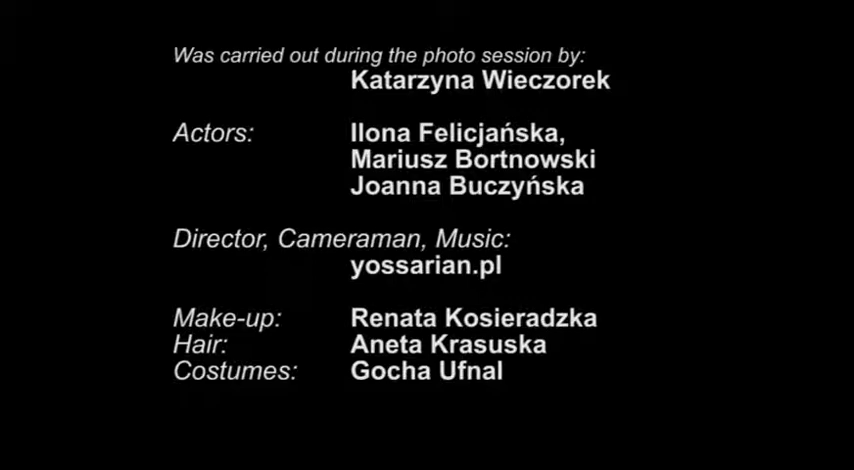 Was carried out during the photo session by:
Katarzyna Wieczorek
Actors: Ilona Felicjańska,
Mariusz Bortnowski
Joanna Buczyńska
Director, Cameraman, Music:
yossarian.pl
Make-up: Renata Kosieradzka
Hair: Aneta Krasuska
Costumes: Gocha Ufnal